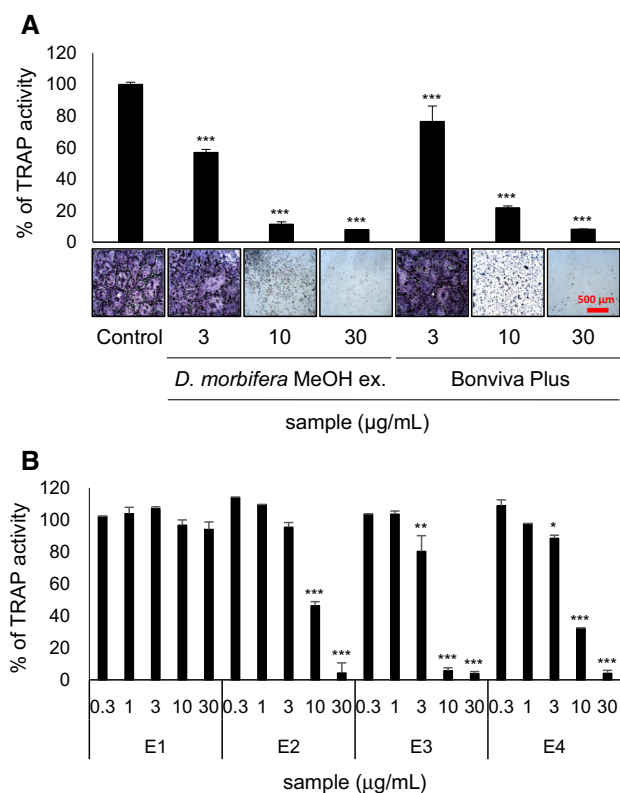 A
% of TRAP activity
120
100
80
60
40
20
0
***
***
***
***
***
***
500 µm
Control 3 10 30 3 10 30
D. morbifera MeOH ex. Bonviva Plus
sample (µg/mL)
B
% of TRAP activity
120
100
80
60
40
20
0
***
***
**
***
***
*
***
***
0.3 1 3 10 30 0.3 1 3 10 30 0.3 1 3 10 30 0.3 1 3 10 30
E1 E2 E3 E4
sample (µg/mL)